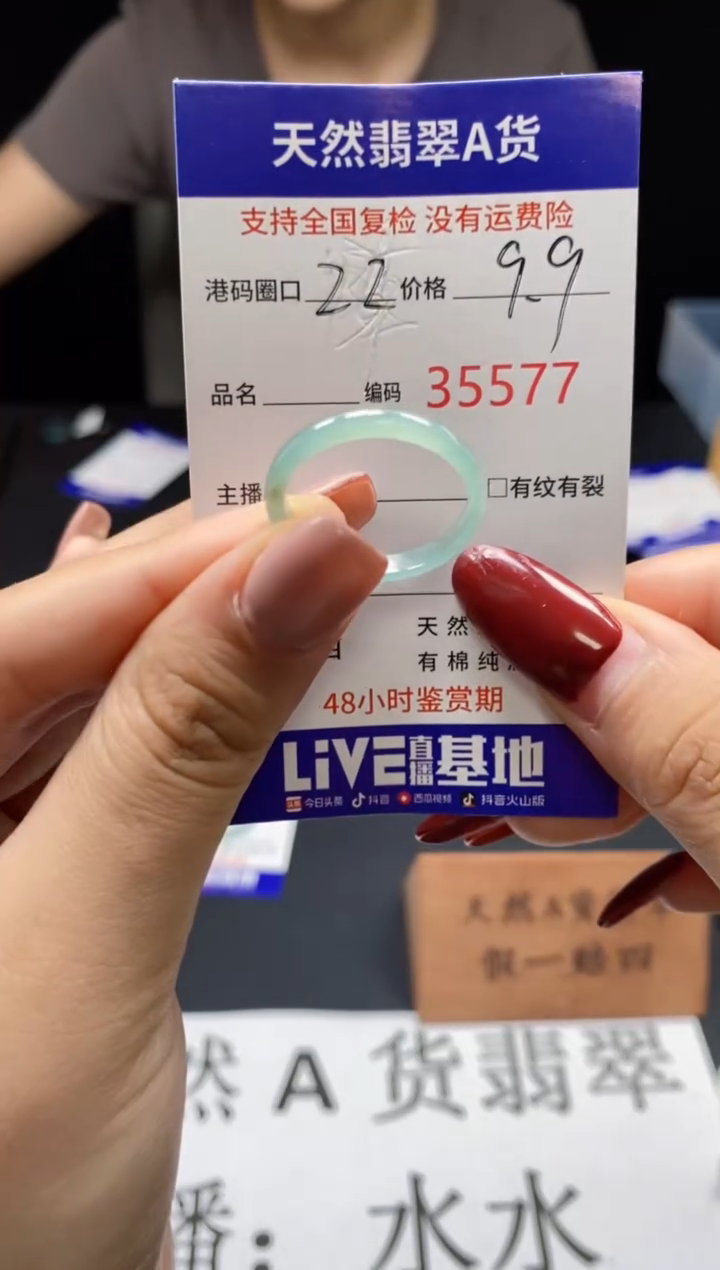 天然翡翠A货
支持全国复检 没有运费险
港码圈口 22 价格 9.9
品名 编码 35577
主播 □有纹有裂
天然
有棉纯
48小时鉴赏期
LiVE直播基地
今日头条 抖音 西瓜视频 抖音火山版
天然A货
假一赔四
然A货翡翠
播：水水